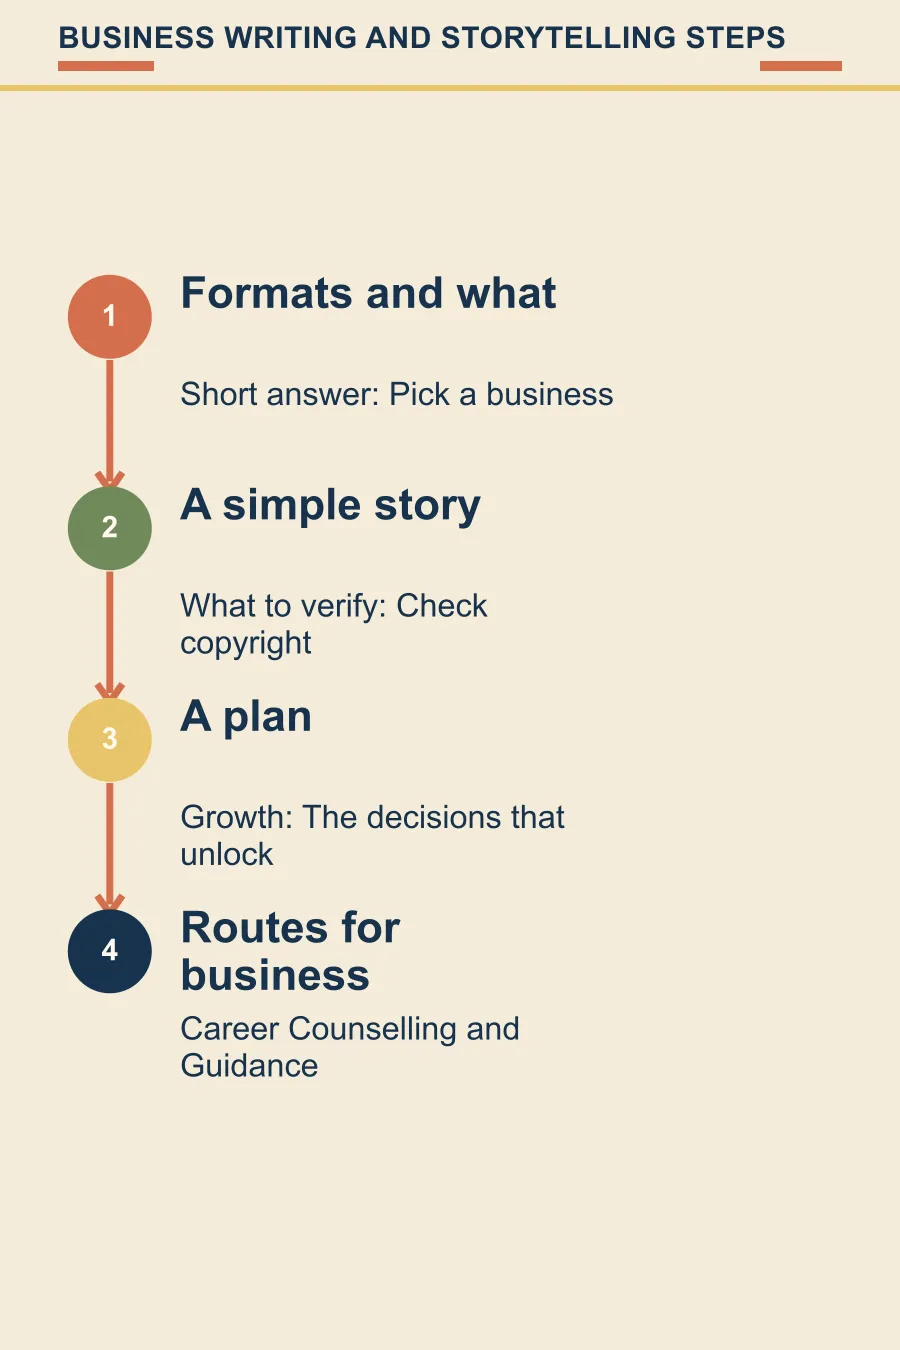 BUSINESS WRITING AND STORYTELLING STEPS
1
Formats and what
Short answer: Pick a business
2
A simple story
What to verify: Check
copyright
3
A plan
Growth: The decisions that
unlock
4
Routes for
business
Career Counselling and
Guidance